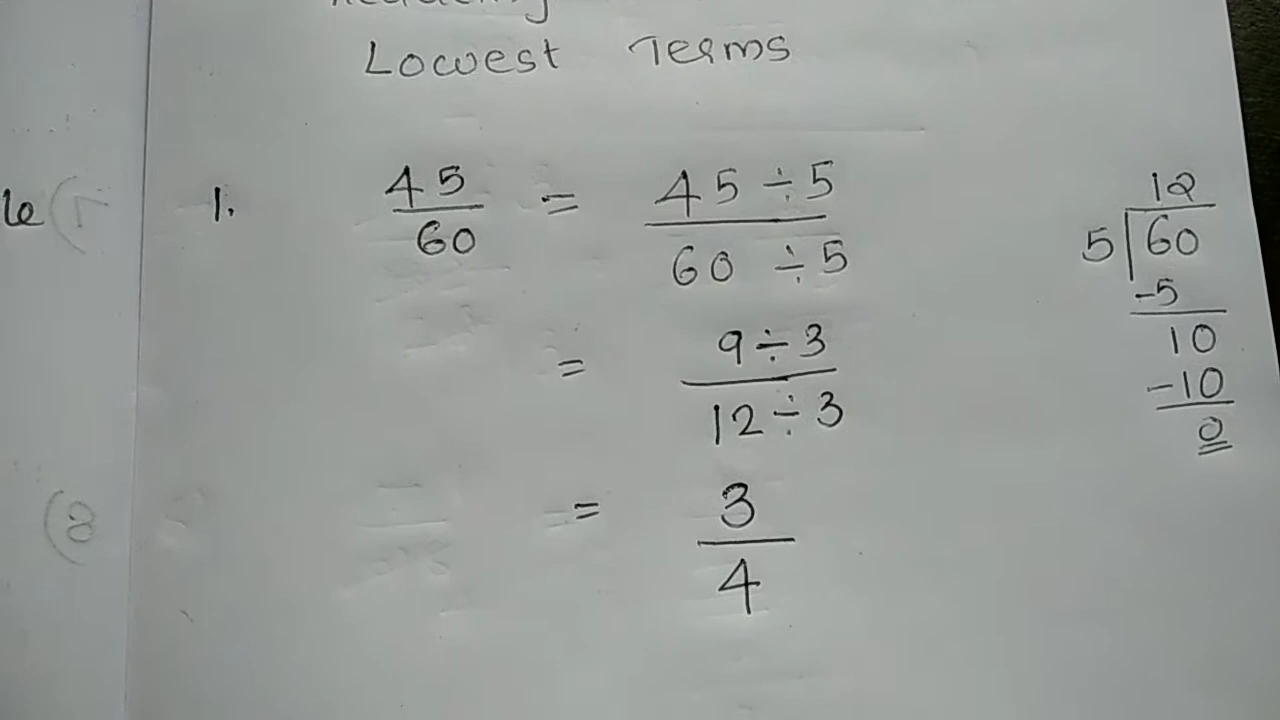 Lowest Terms
1. 45/60 = 45÷5/60÷5
= 9÷3/12÷3
= 3/4
12
5 60
-5
10
-10
0
le